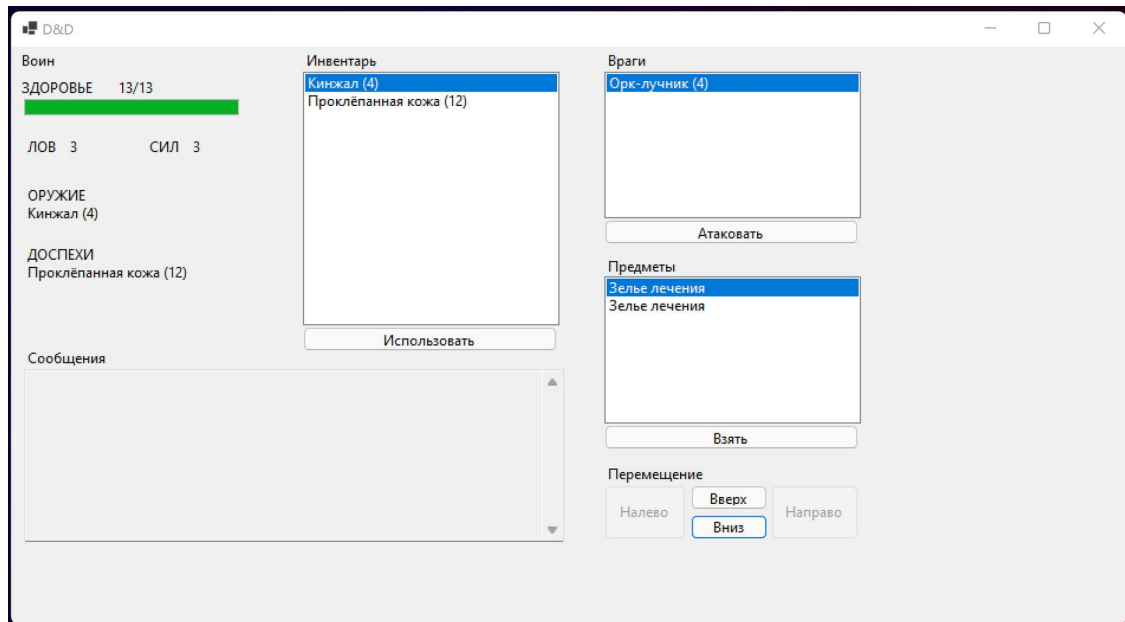 D&D
Воин
ЗДОРОВЬЕ 13/13
ЛОВ 3 СИЛ 3
ОРУЖИЕ
Кинжал (4)
ДОСПЕХИ
Проклёпанная кожа (12)
Инвентарь
Кинжал (4)
Проклёпанная кожа (12)
Использовать
Сообщения
Враги
Орк-лучник (4)
Атаковать
Предметы
Зелье лечения
Зелье лечения
Взять
Перемещение
Налево
Вверх
Вниз
Направо